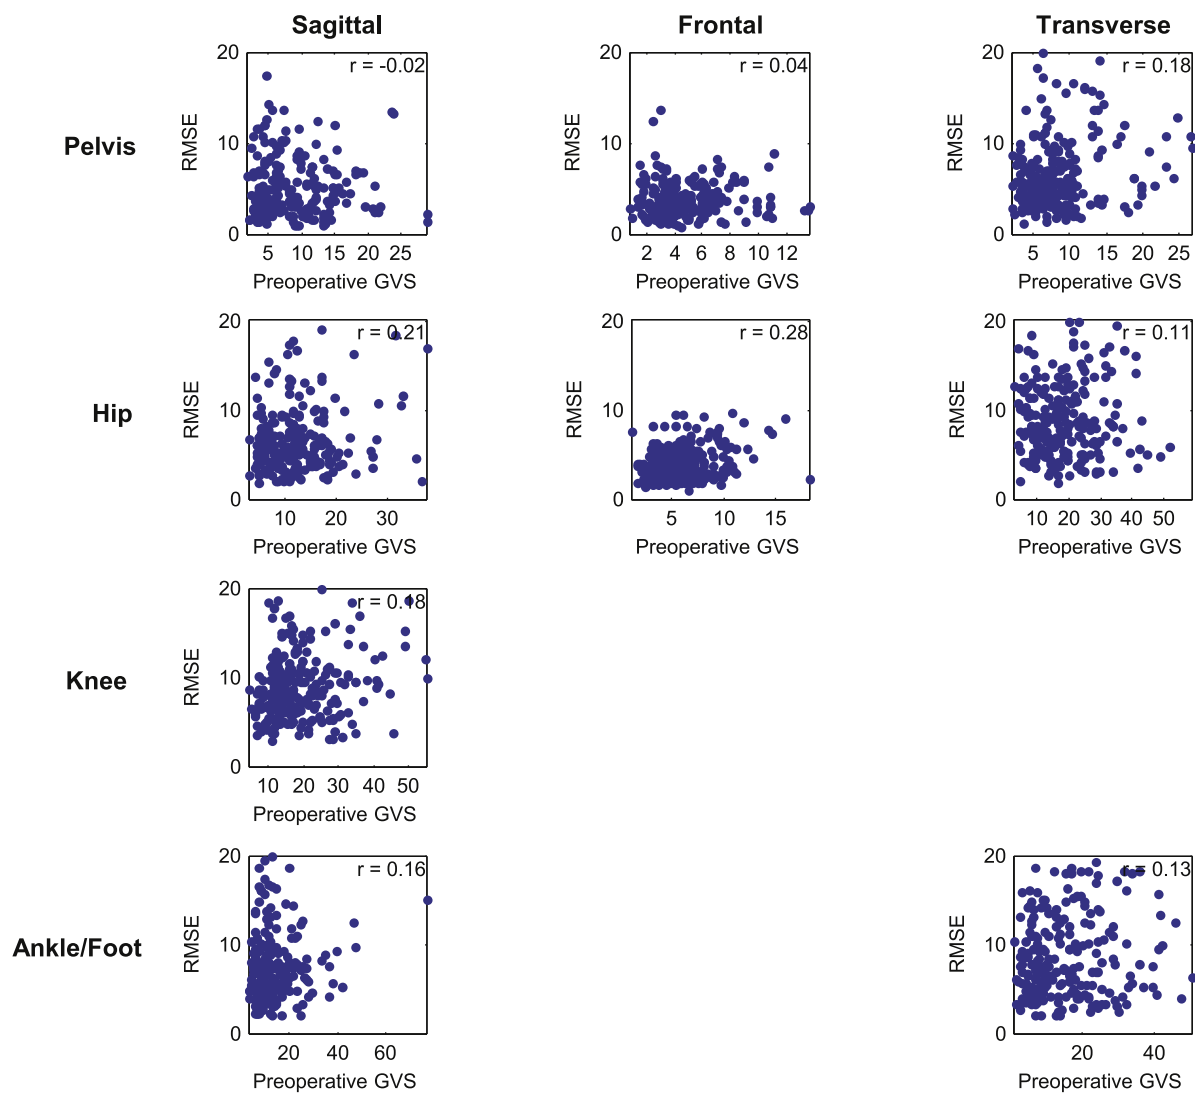 Sagittal Frontal Transverse
Pelvis
RMSE
20
10
0
r = -0.02
5 10 15 20 25
Preoperative GVS
RMSE
20
10
0
r = 0.04
2 4 6 8 10 12
Preoperative GVS
RMSE
20
10
0
r = 0.18
5 10 15 20 25
Preoperative GVS
Hip
RMSE
20
10
0
r = 0.21
10 20 30
Preoperative GVS
RMSE
20
10
0
r = 0.28
5 10 15
Preoperative GVS
RMSE
20
10
0
r = 0.11
10 20 30 40 50
Preoperative GVS
Knee
RMSE
20
10
0
r = 0.18
10 20 30 40 50
Preoperative GVS
Ankle/Foot
RMSE
20
10
0
r = 0.16
20 40 60
Preoperative GVS
RMSE
20
10
0
r = 0.13
20 40
Preoperative GVS